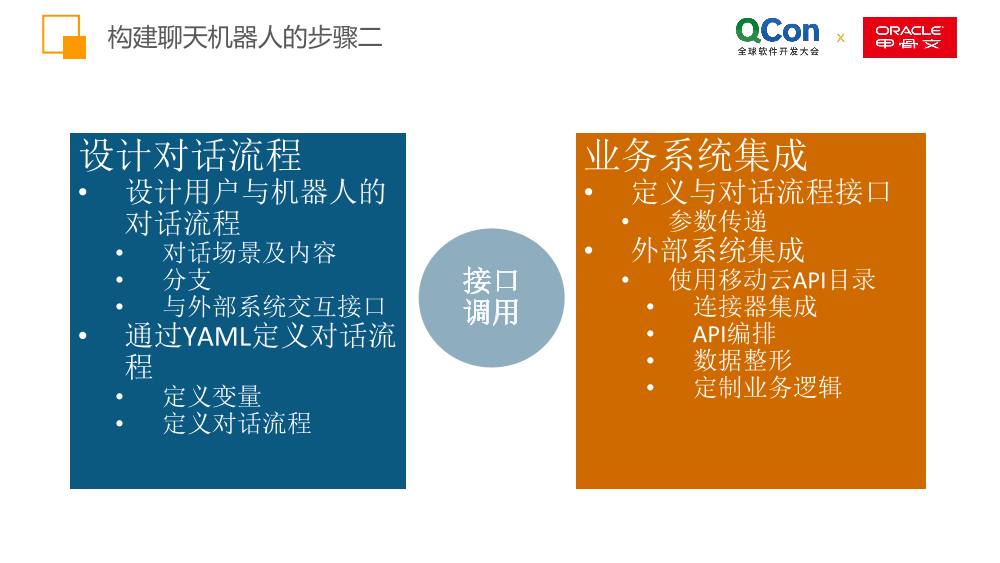 构建聊天机器人的步骤二
QCon
全球软件开发大会
x
ORACLE
甲骨文
设计对话流程
• 设计用户与机器人的
对话流程
• 对话场景及内容
• 分支
• 与外部系统交互接口
• 通过YAML定义对话流
程
• 定义变量
• 定义对话流程
接口
调用
业务系统集成
• 定义与对话流程接口
• 参数传递
• 外部系统集成
• 使用移动云API目录
• 连接器集成
• API编排
• 数据整形
• 定制业务逻辑